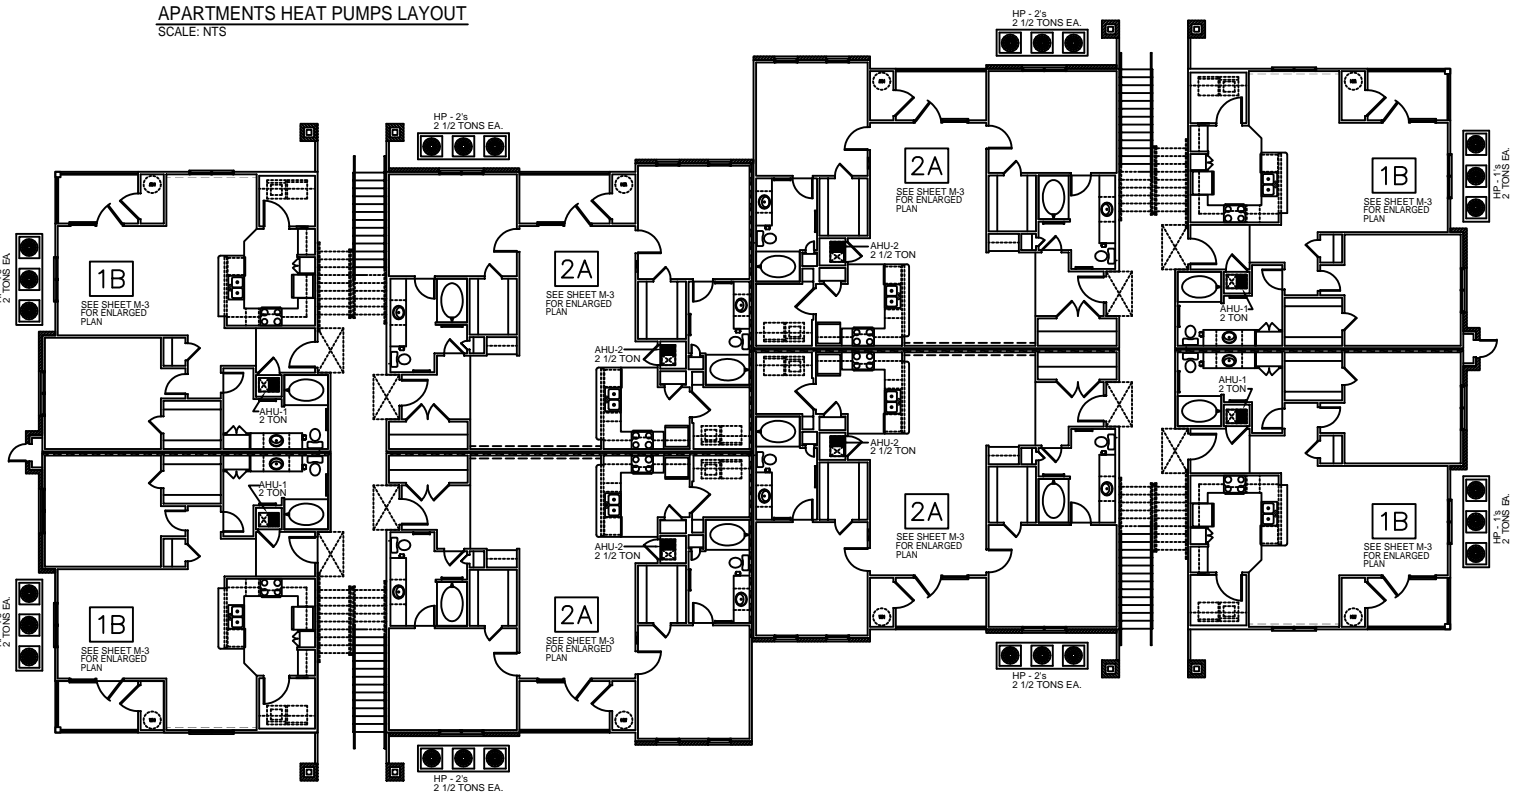 APARTMENTS HEAT PUMPS LAYOUT
SCALE: NTS
HP - 2's
2 1/2 TONS EA.
HP - 2's
2 1/2 TONS EA.
2A
SEE SHEET M-3
FOR ENLARGED
PLAN
1B
SEE SHEET M-3
FOR ENLARGED
PLAN
HP - 1's
2 TONS EA.
AHU-2
2 1/2 TON
2 TONS EA.
1B
SEE SHEET M-3
FOR ENLARGED
PLAN
2A
SEE SHEET M-3
FOR ENLARGED
PLAN
AHU-1
2 TON
AHU-2
2 1/2 TON
AHU-1
2 TON
AHU-1
2 TON
AHU-2
2 1/2 TON
AHU-1
2 TON
AHU-2
2 1/2 TON
2A
SEE SHEET M-3
FOR ENLARGED
PLAN
1B
SEE SHEET M-3
FOR ENLARGED
PLAN
HP - 1's
2 TONS EA.
2 TONS EA.
1B
SEE SHEET M-3
FOR ENLARGED
PLAN
2A
SEE SHEET M-3
FOR ENLARGED
PLAN
HP - 2's
2 1/2 TONS EA.
HP - 2's
2 1/2 TONS EA.